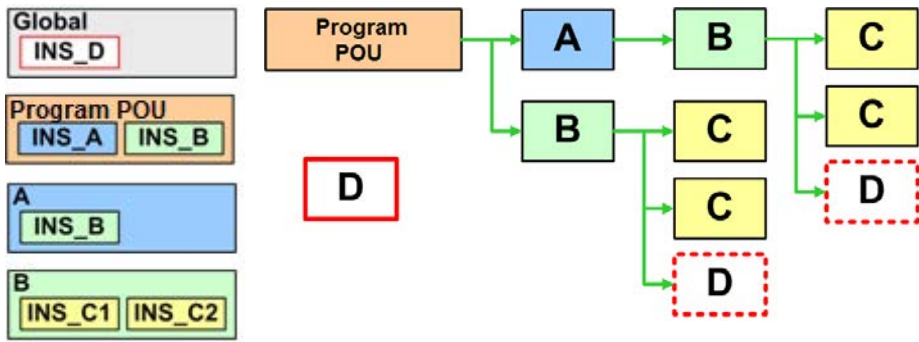 Global
INS_D
Program POU
INS_A INS_B
A
INS_B
B
INS_C1 INS_C2
Program
POU
A B C
B C C
D C D
D